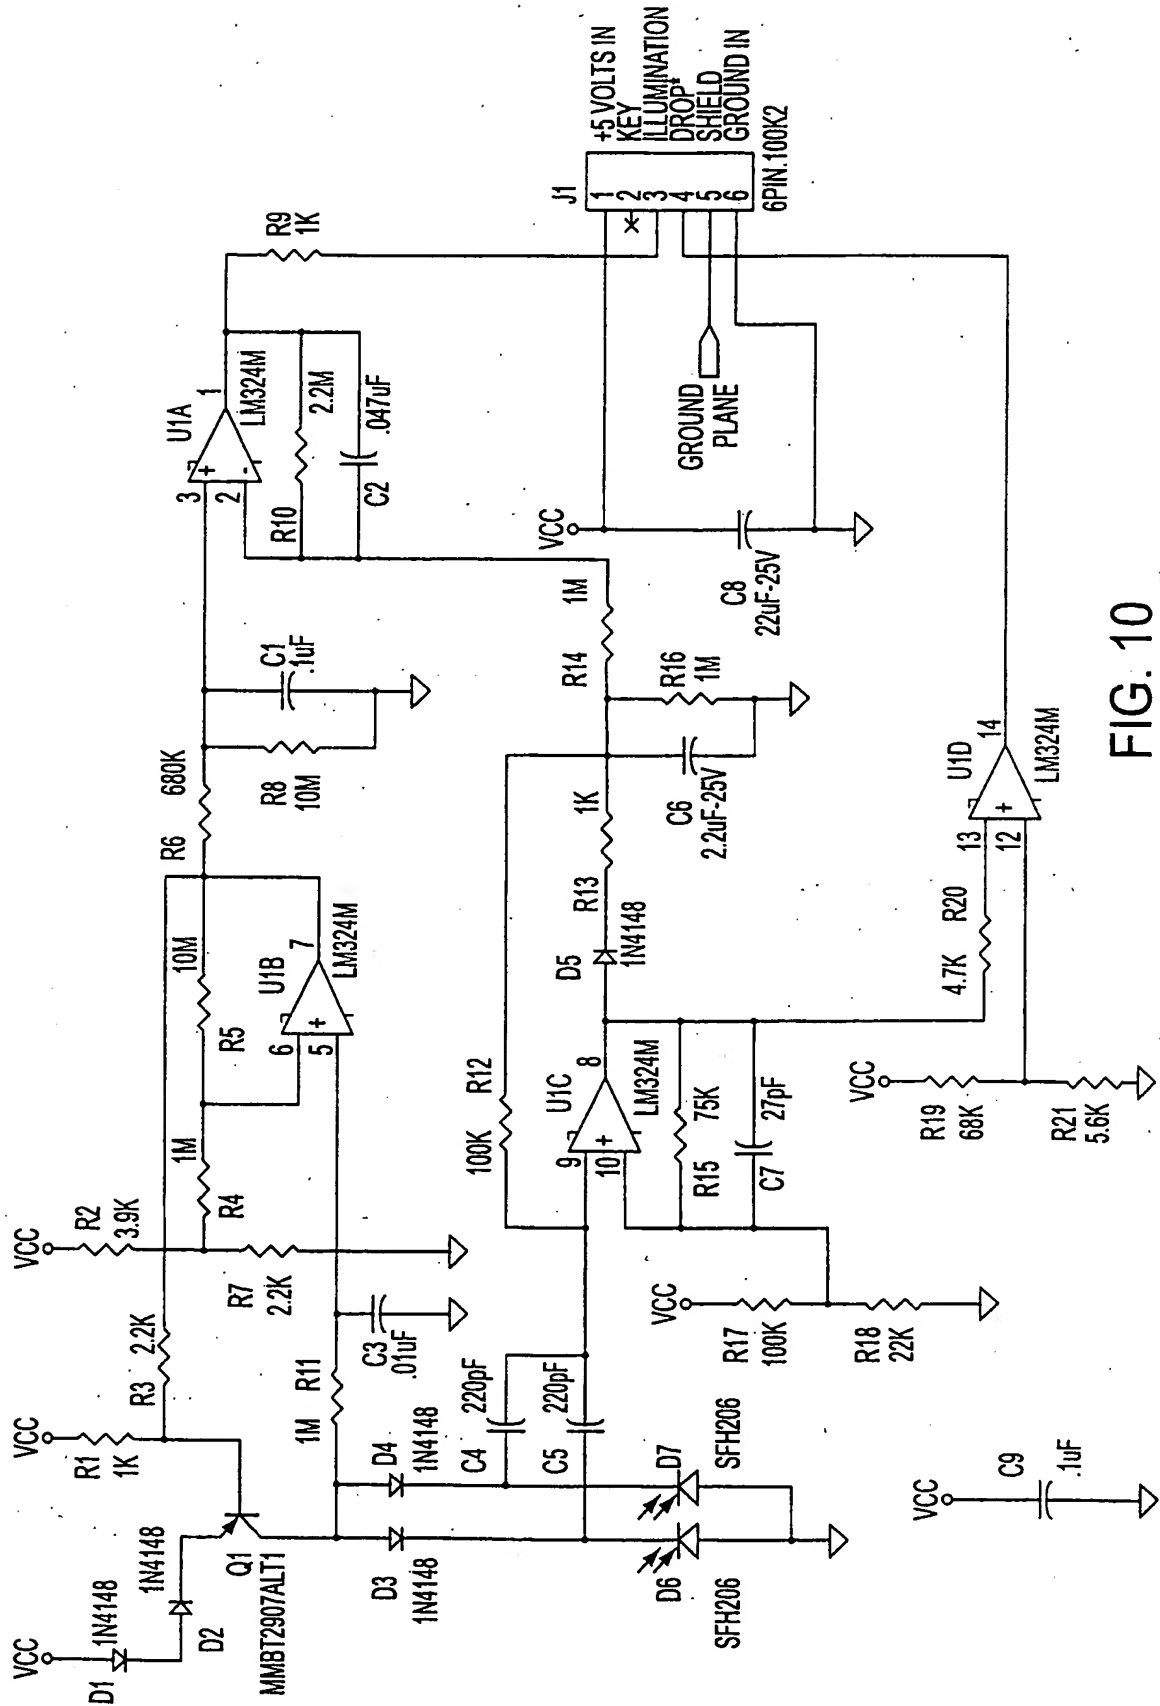 VCC
D1
1N4148
D2
1N4148
Q1
MMBT2907ALT1
VCC
R1
1K
R3
2.2K
VCC
R2
3.9K
R4
1M
R7
2.2K
R5
10M
6
5
+
U1B
7
LM324M
R6
680K
R8
10M
C1
.1uF
3
2
+
-
U1A
1
LM324M
R10
2.2M
C2
.047uF
R9
1K
R11
1M
C3
.01uF
D3
1N4148
D4
1N4148
C4
220pF
C5
220pF
D6
SFH206
D7
SFH206
R12
100K
9
10
+
U1C
8
LM324M
R15
75K
C7
27pF
VCC
R17
100K
R18
22K
D5
1N4148
R13
1K
C6
2.2uF-25V
R14
1M
R16
1M
VCC
C8
22uF-25V
GROUND
PLANE
J1
1
2
3
4
5
6
+5 VOLTS IN
KEY
ILLUMINATION
DROP*
SHIELD
GROUND IN
6PIN.100K2
VCC
R19
68K
R21
5.6K
R20
4.7K
13
12
+
U1D
14
LM324M
VCC
C9
.1uF
FIG. 10